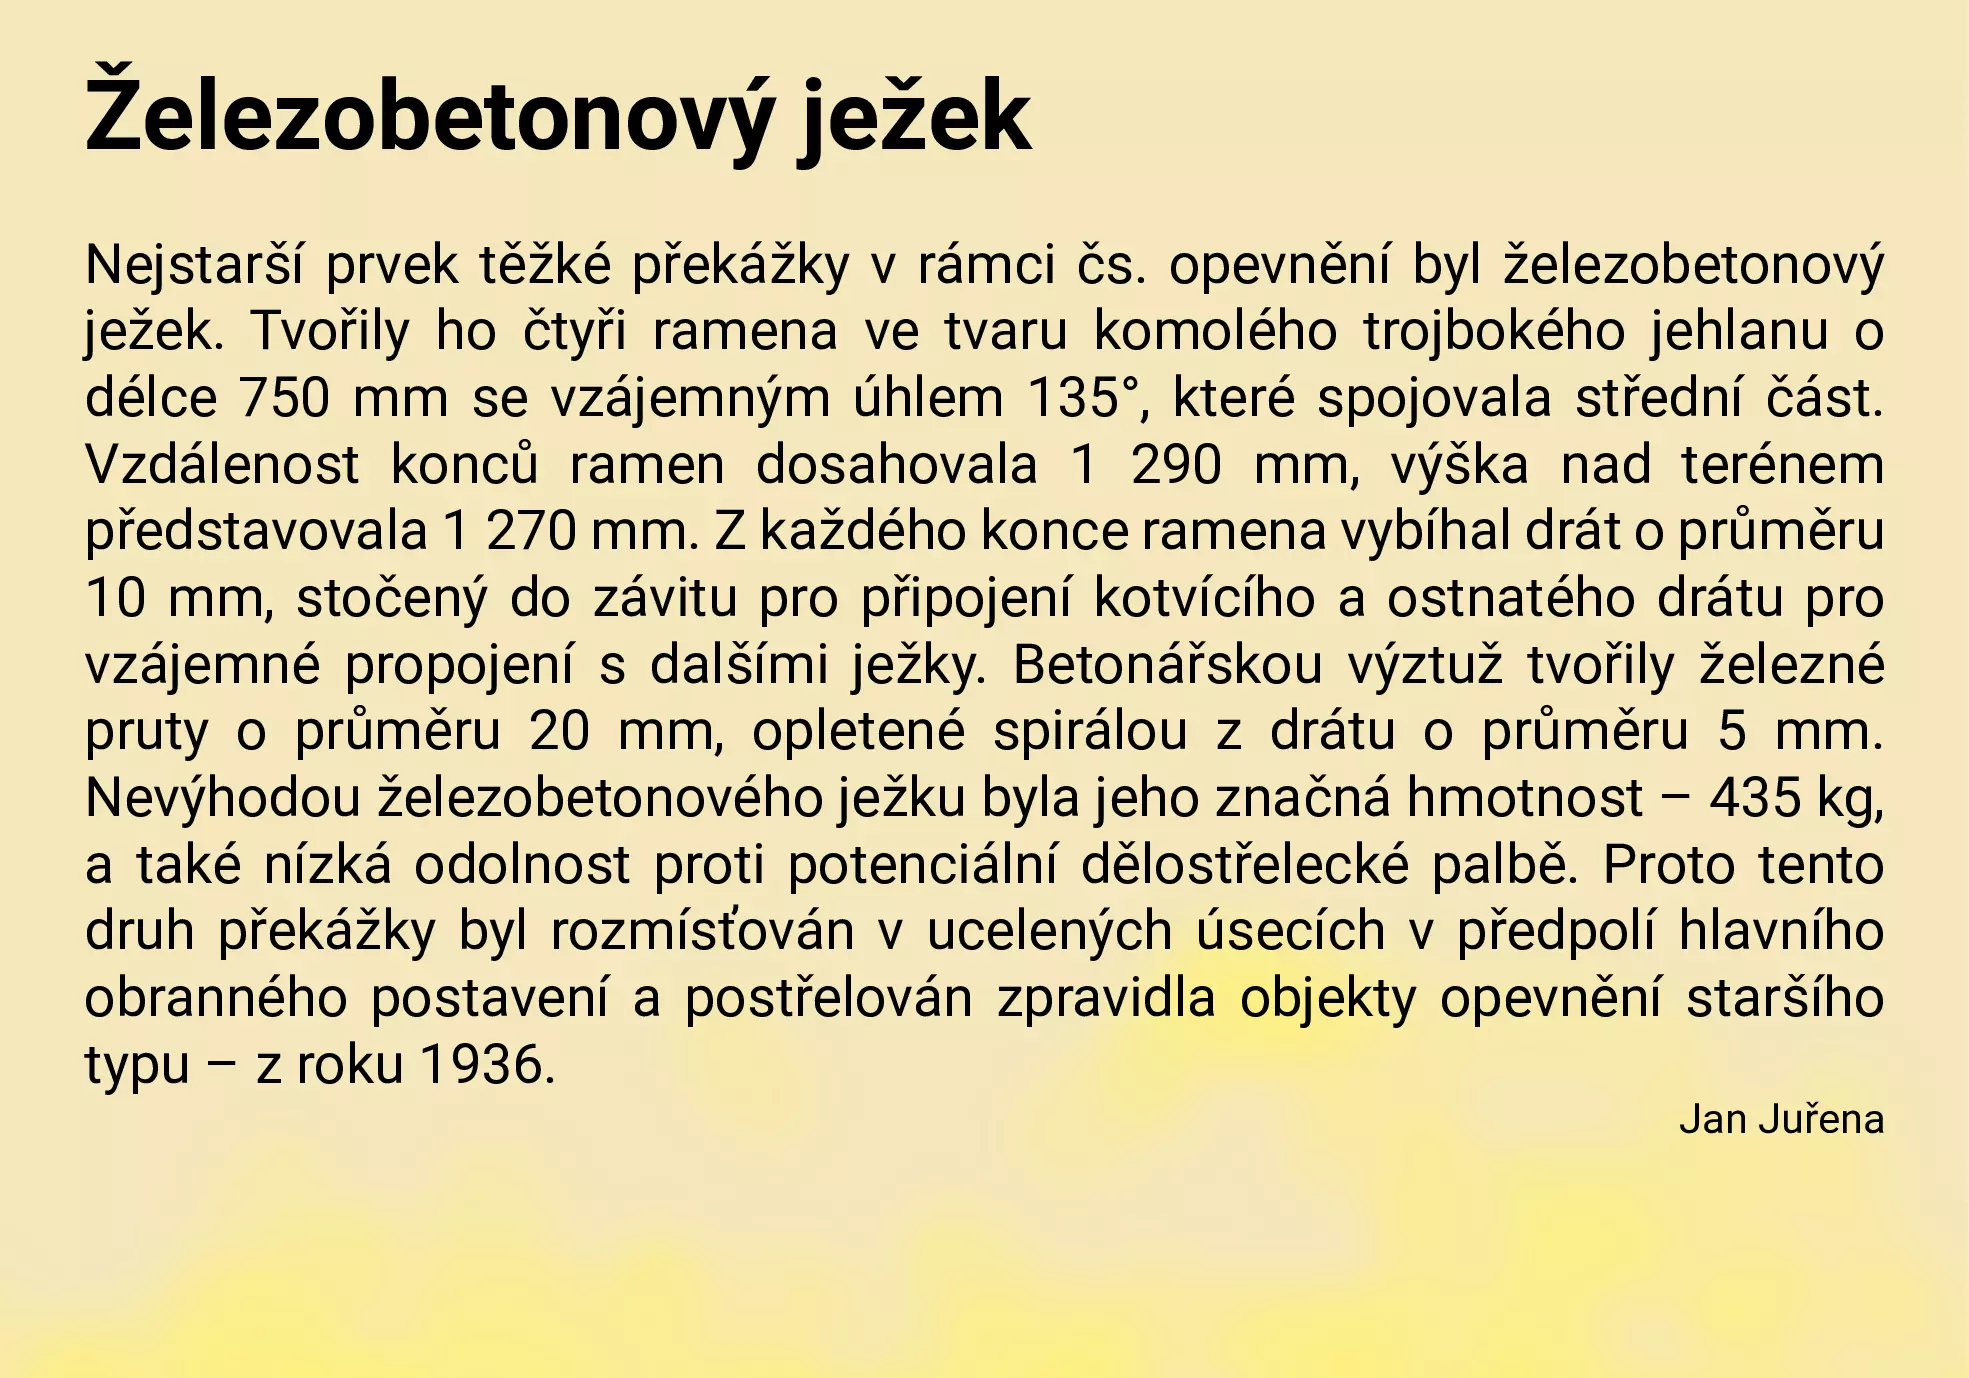 Železobetonový ježek
Nejstarší prvek těžké překážky v rámci čs. opevnění byl železobetonový
ježek. Tvořily ho čtyři ramena ve tvaru komolého trojbokého jehlanu o
délce 750 mm se vzájemným úhlem 135°, které spojovala střední část.
Vzdálenost konců ramen dosahovala 1 290 mm, výška nad terénem
představovala 1 270 mm. Z každého konce ramena vybíhal drát o průměru
10 mm, stočený do závitu pro připojení kotvícího a ostnatého drátu pro
vzájemné propojení s dalšími ježky. Betonářskou výztuž tvořily železné
pruty o průměru 20 mm, opletené spirálou z drátu o průměru 5 mm.
Nevýhodou železobetonového ježku byla jeho značná hmotnost – 435 kg,
a také nízká odolnost proti potenciální dělostřelecké palbě. Proto tento
druh překážky byl rozmísťován v ucelených úsecích v předpolí hlavního
obranného postavení a postřelován zpravidla objekty opevnění staršího
typu – z roku 1936.
Jan Juřena